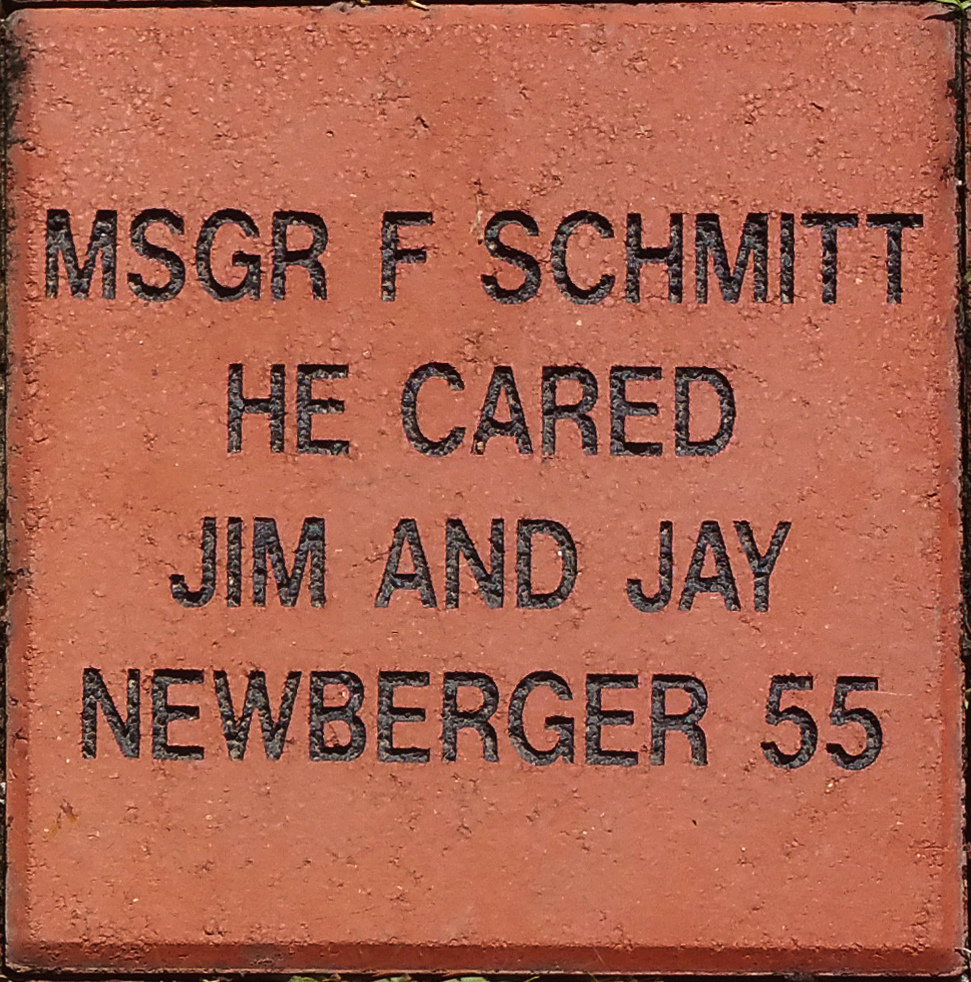 MSGR F SCHMITT
HE CARED
JIM AND JAY
NEWBERGER 55